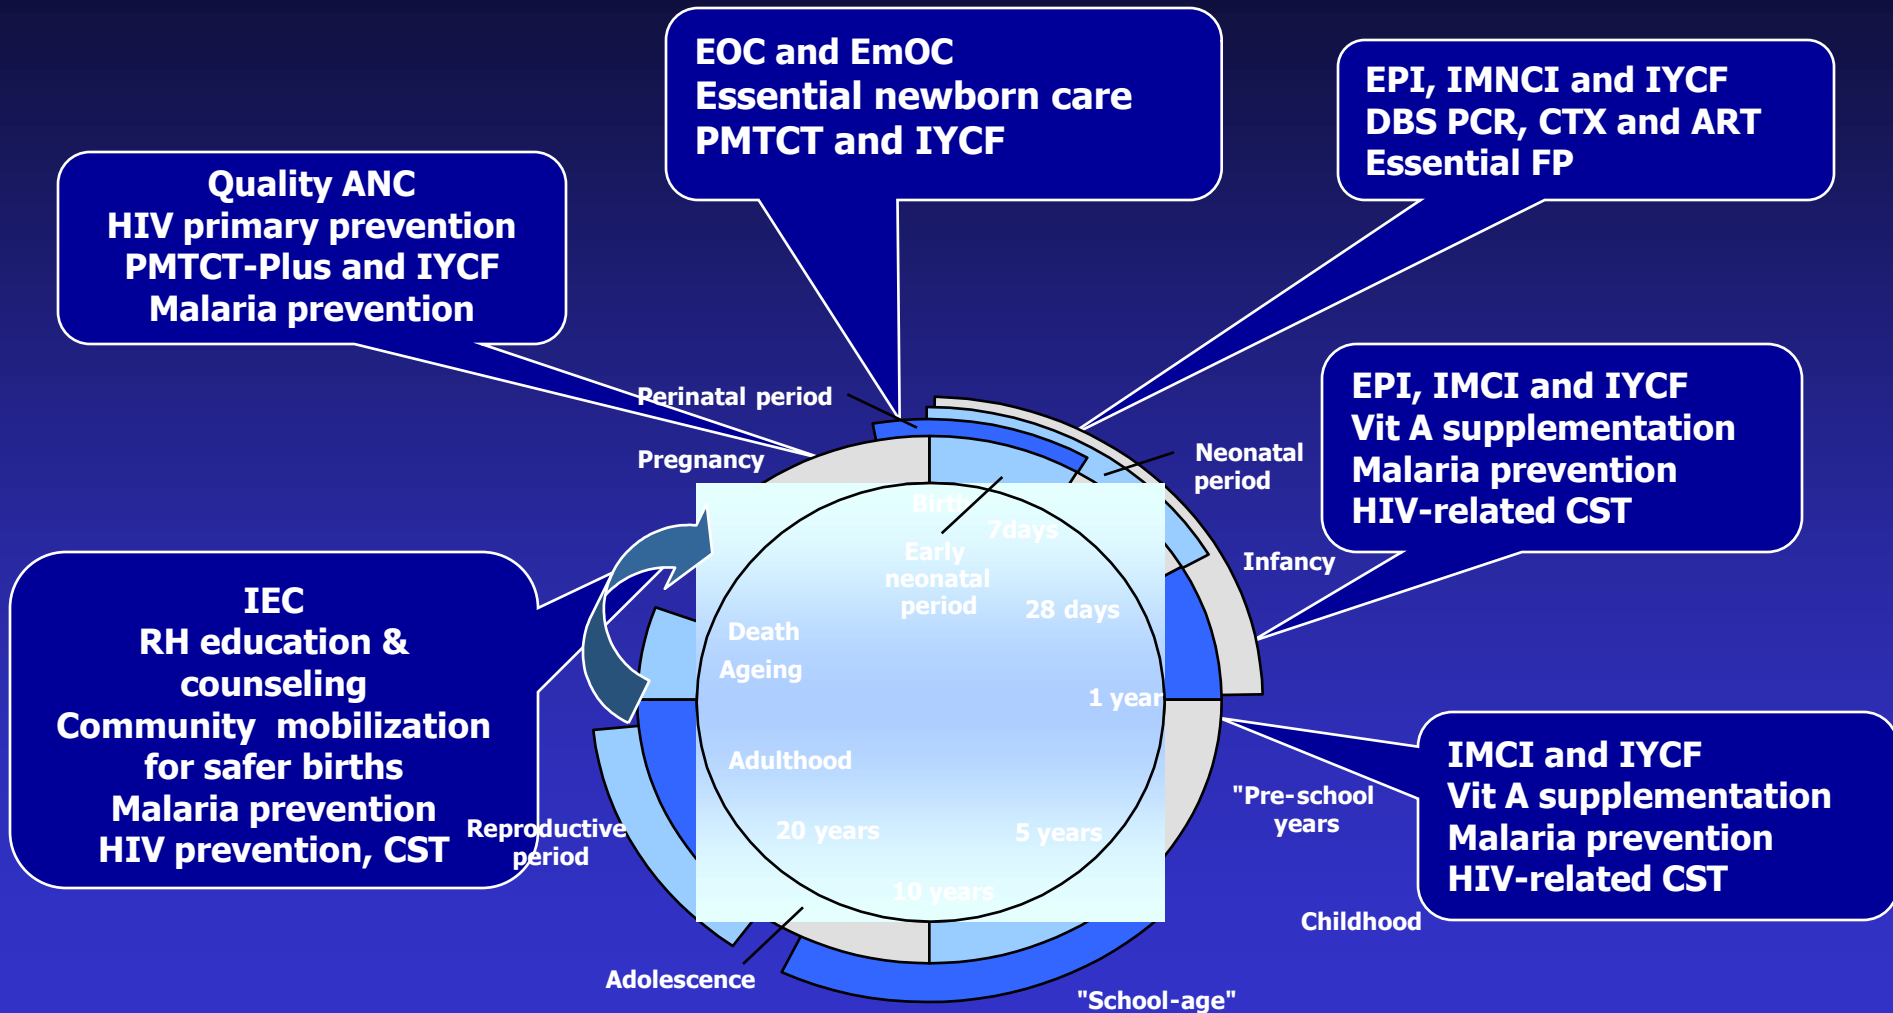 EOC and EmOC
Essential newborn care
PMTCT and IYCF
EPI, IMNCI and IYCF
DBS PCR, CTX and ART
Essential FP
Quality ANC
HIV primary prevention
PMTCT-Plus and IYCF
Malaria prevention
EPI, IMCI and IYCF
Vit A supplementation
Malaria prevention
HIV-related CST
IEC
RH education &
counseling
Community mobilization
for safer births
Malaria prevention
HIV prevention, CST
IMCI and IYCF
Vit A supplementation
Malaria prevention
HIV-related CST
Perinatal period
Pregnancy
Neonatal
period
Birth
7days
Early
neonatal
period
28 days
Infancy
Death
Ageing
1 year
Adulthood
"Pre-school
years
20 years
5 years
Reproductive
period
10 years
Childhood
Adolescence
"School-age"